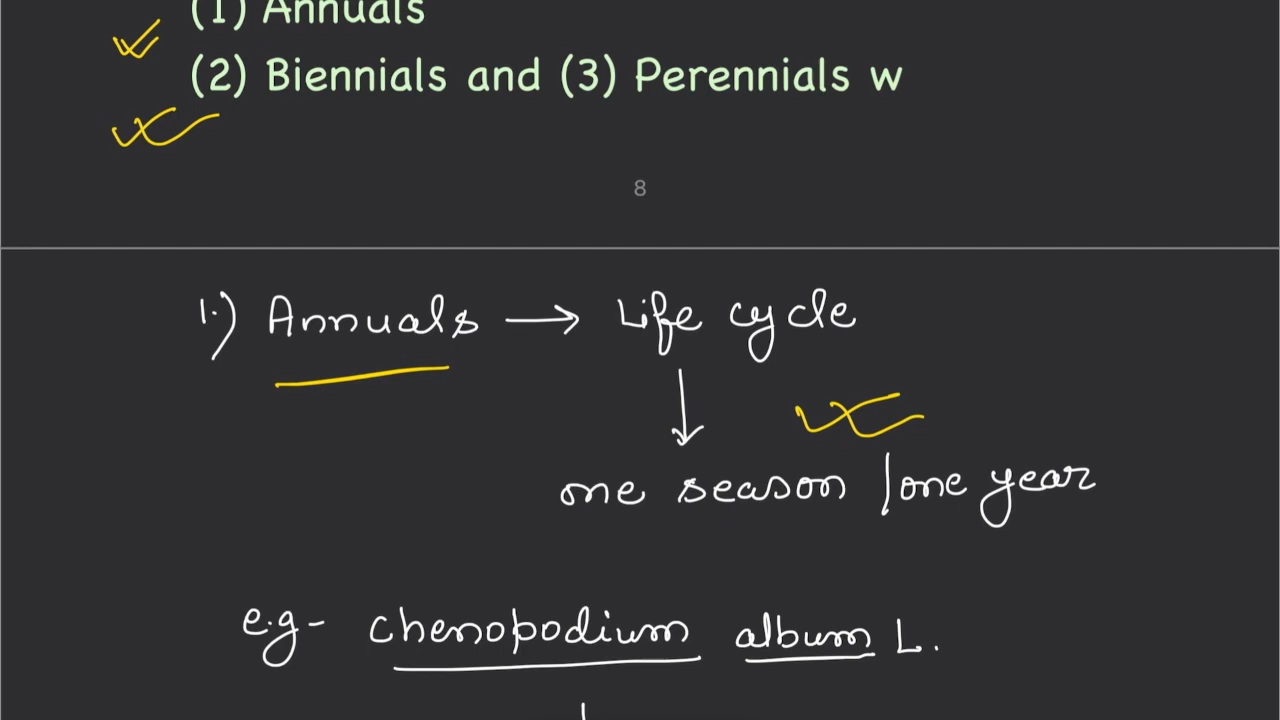 (1) Annuals
(2) Biennials and (3) Perennials w
8
1.) Annuals → Life cycle
↓
one season / one year
e.g- chenopodium album L.